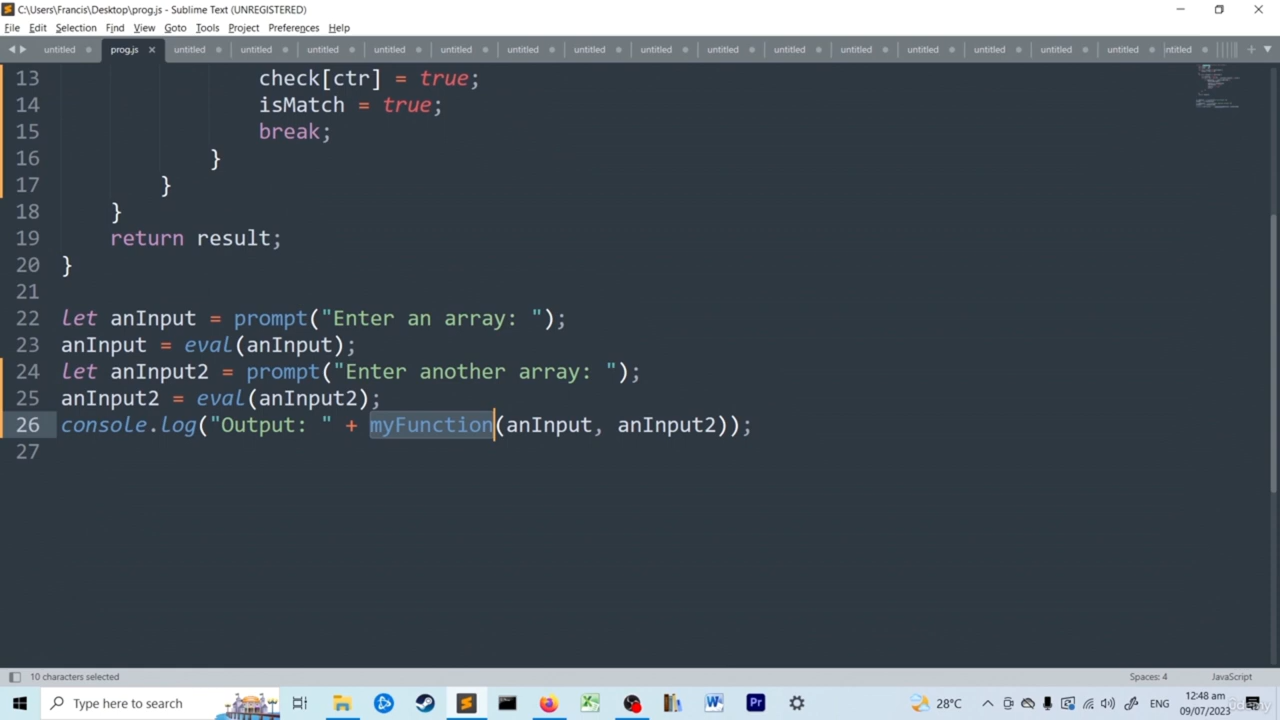 C:\Users\Francis\Desktop\prog.js - Sublime Text (UNREGISTERED)
File Edit Selection Find View Goto Tools Project Preferences Help
untitled prog.js untitled untitled untitled untitled untitled untitled untitled untitled untitled untitled untitled untitled untitled untitled untitled intitled
13 check[ctr] = true;
14 isMatch = true;
15 break;
16 }
17 }
18 }
19 return result;
20 }
21
22 let anInput = prompt("Enter an array: ");
23 anInput = eval(anInput);
24 let anInput2 = prompt("Enter another array: ");
25 anInput2 = eval(anInput2);
26 console.log("Output: " + myFunction(anInput, anInput2));
27
10 characters selected Spaces: 4 JavaScript
Type here to search 28°C ENG 12:48 am
09/07/2023
udemy